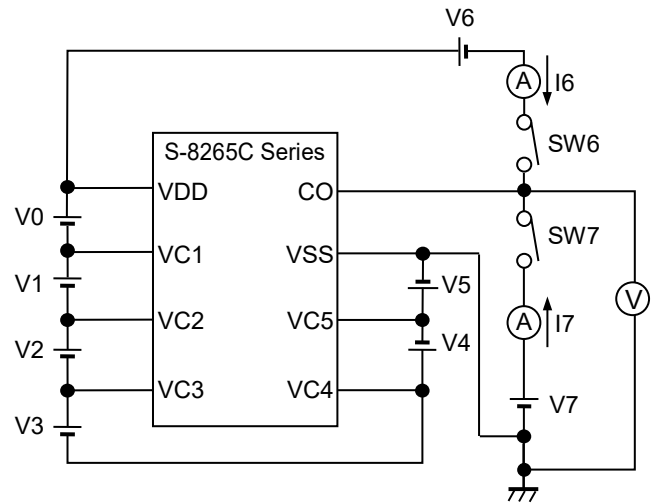 V6
A
I6
SW6
S-8265C Series
VDD
CO
V0
VC1
VSS
SW7
V1
V5
V
VC2
VC5
A
I7
V2
V4
VC3
VC4
V7
V3